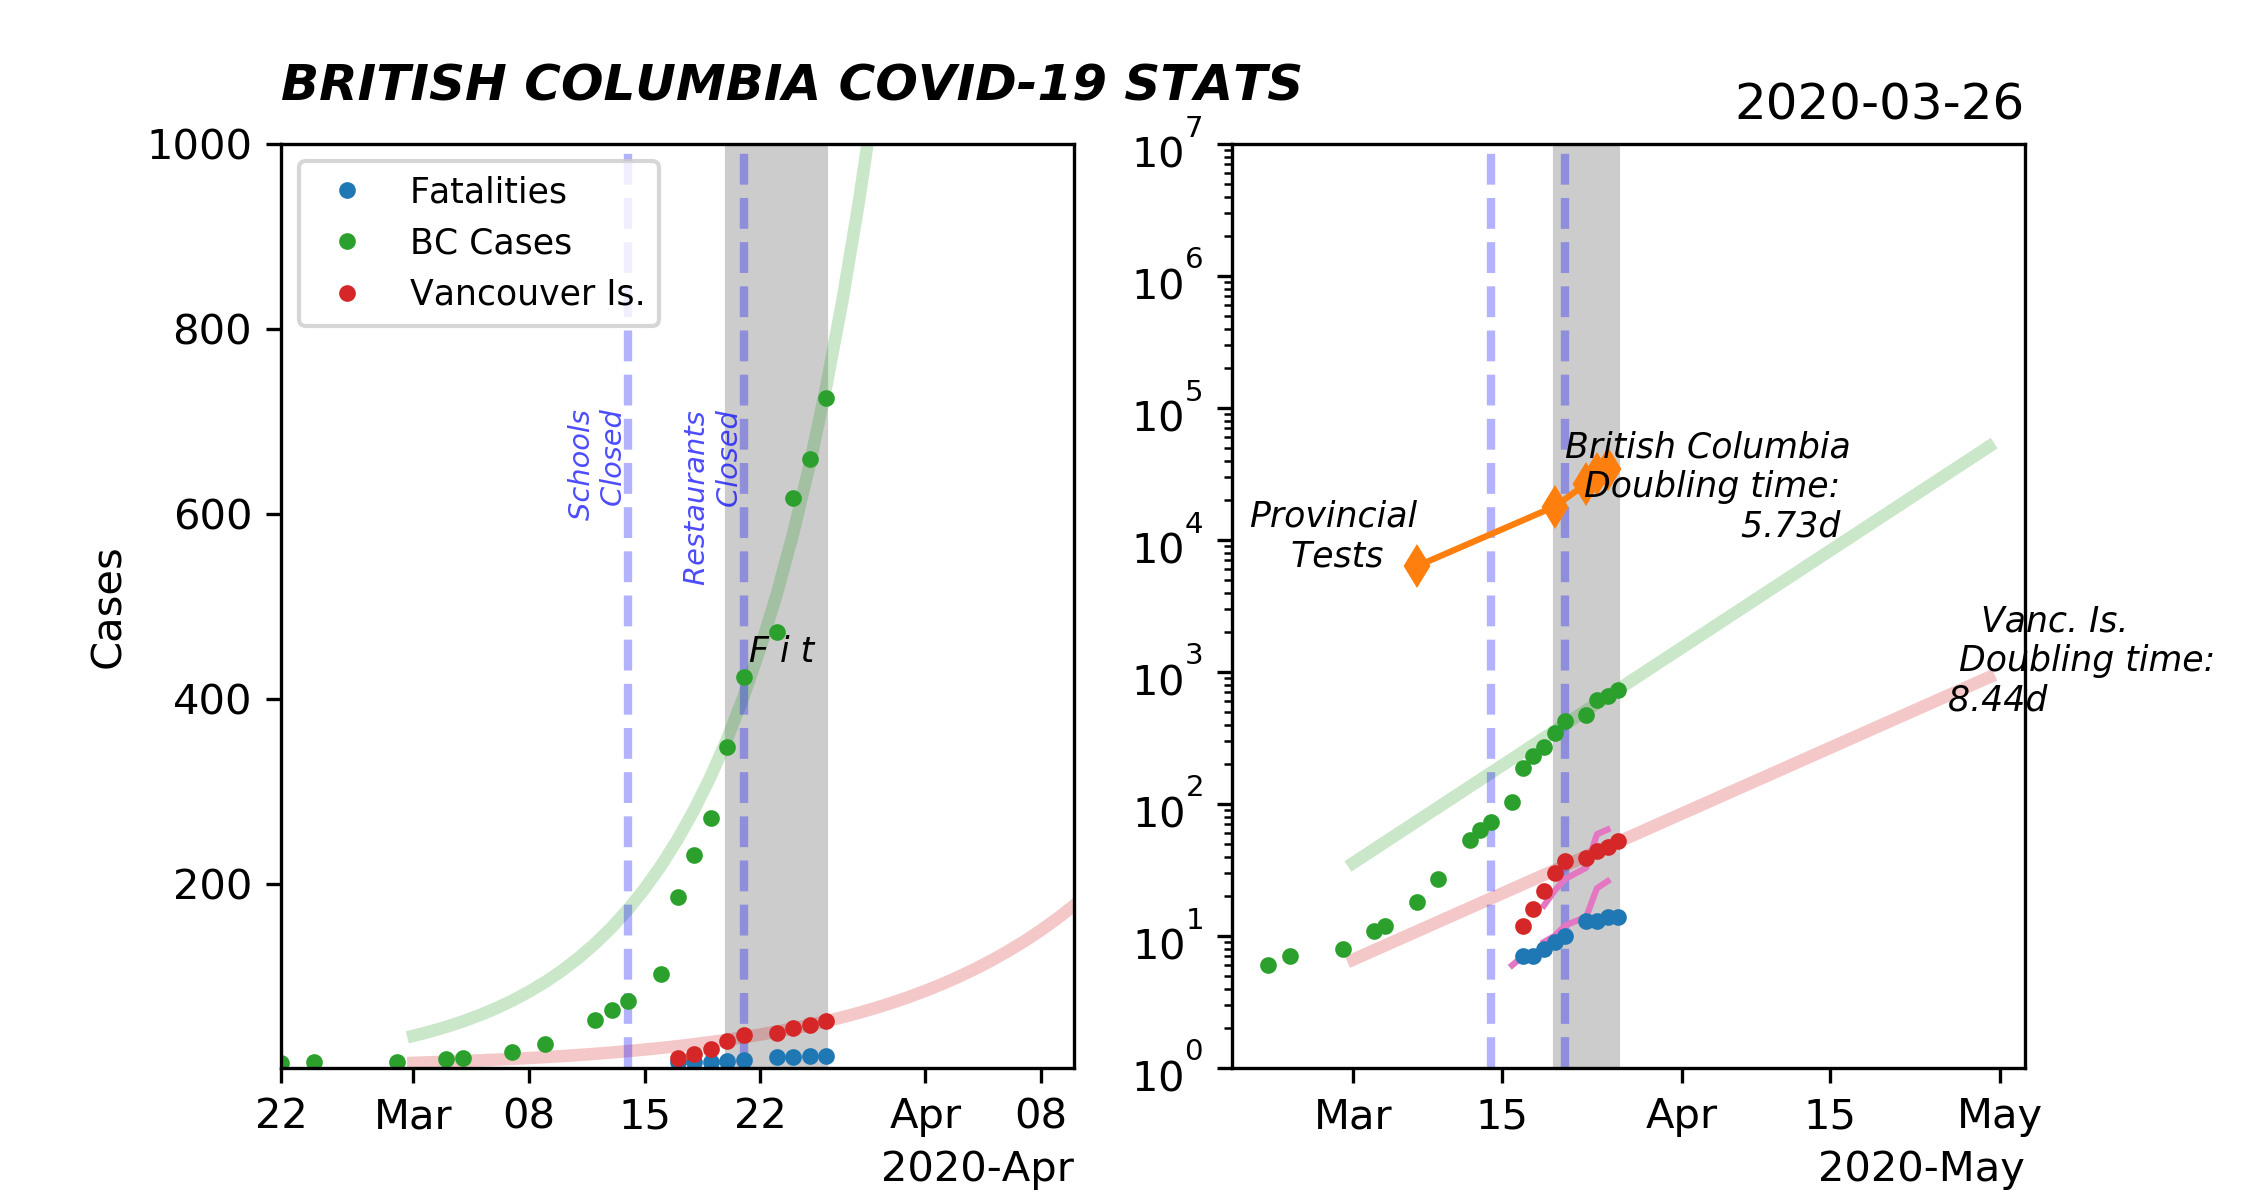 BRITISH COLUMBIA COVID-19 STATS
2020-03-26
Cases
1000
800
600
400
200
Fatalities
BC Cases
Vancouver Is.
Schools
Closed
Restaurants
Closed
F i t
22 Mar 08 15 22 Apr 08
2020-Apr
10^7
10^6
10^5
10^4
10^3
10^2
10^1
10^0
British Columbia
Doubling time:
5.73d
Provincial
Tests
Vanc. Is.
Doubling time:
8.44d
Mar 15 Apr 15 May
2020-May